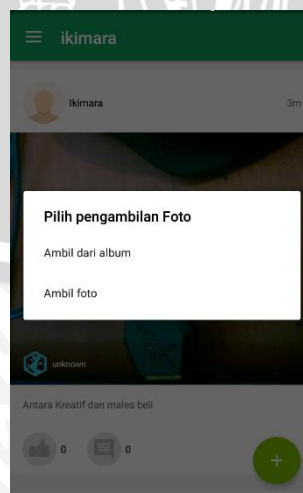 ikimara
Ikimara 3m
Pilih pengambilan Foto
Ambil dari album
Ambil foto
unknown
Antara Kreatif dan males beli
0 0